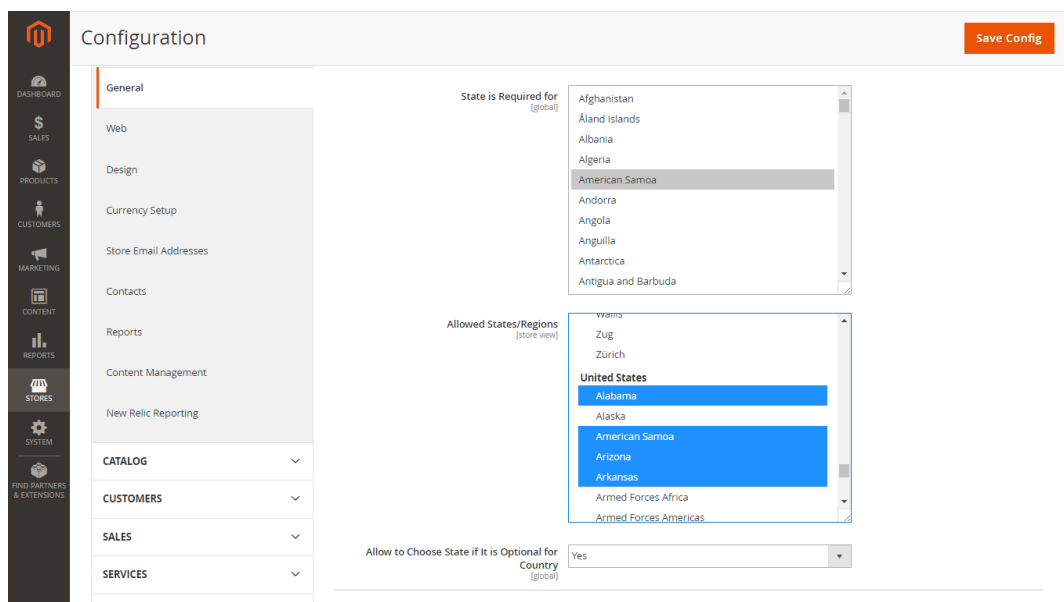 Configuration
Save Config
DASHBOARD
$
SALES
PRODUCTS
CUSTOMERS
MARKETING
CONTENT
REPORTS
STORES
SYSTEM
FIND PARTNERS
& EXTENSIONS
General
Web
Design
Currency Setup
Store Email Addresses
Contacts
Reports
Content Management
New Relic Reporting
CATALOG
CUSTOMERS
SALES
SERVICES
State is Required for
[global]
Afghanistan
Åland Islands
Albania
Algeria
American Samoa
Andorra
Angola
Anguilla
Antarctica
Antigua and Barbuda
Allowed States/Regions
[store view]
Wallis
Zug
Zürich
United States
Alabama
Alaska
American Samoa
Arizona
Arkansas
Armed Forces Africa
Armed Forces Americas
Allow to Choose State if It is Optional for
Country
[global]
Yes